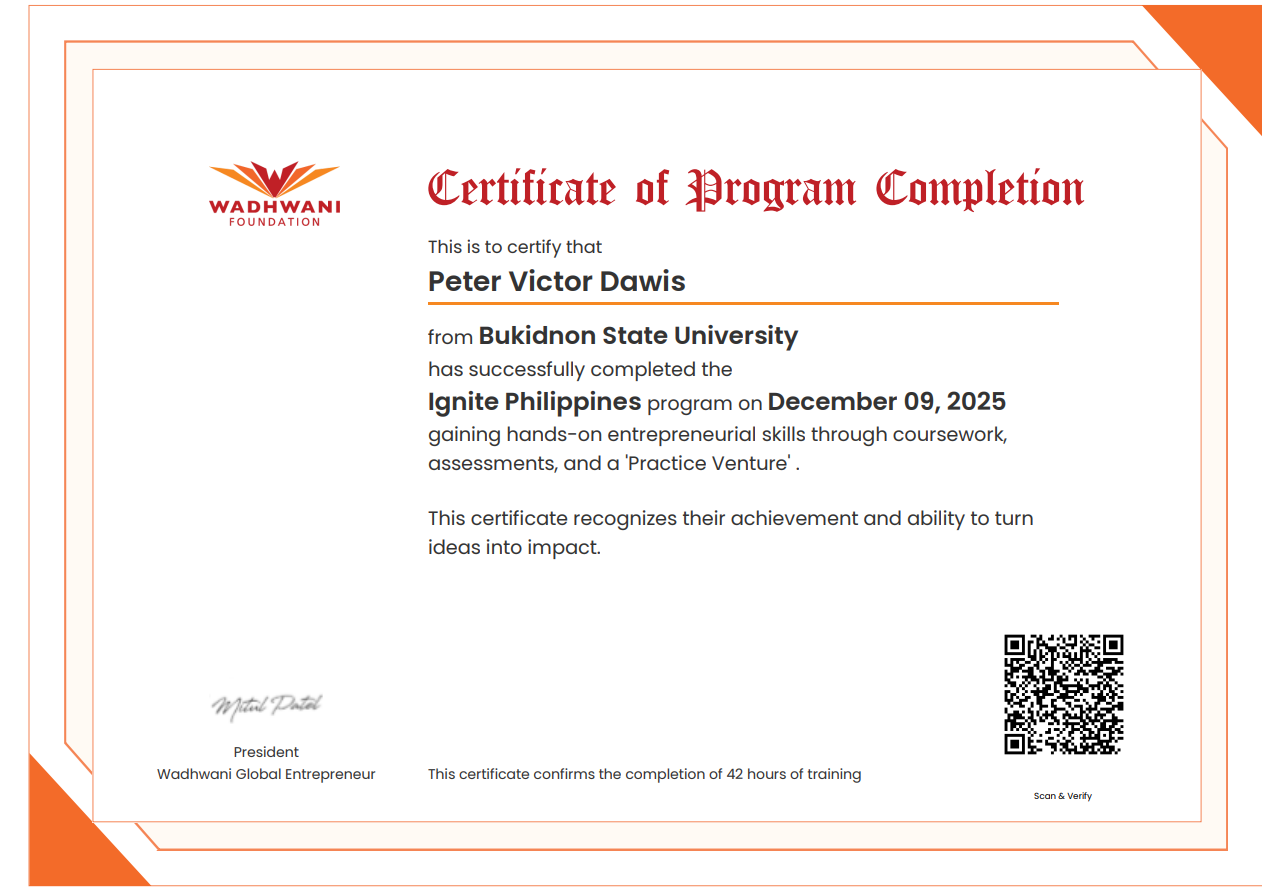 WADHWANI
FOUNDATION
Certificate of Program Completion
This is to certify that
Peter Victor Dawis
from Bukidnon State University
has successfully completed the
Ignite Philippines program on December 09, 2025
gaining hands-on entrepreneurial skills through coursework,
assessments, and a 'Practice Venture' .
This certificate recognizes their achievement and ability to turn
ideas into impact.
Mitul Patel
President
Wadhwani Global Entrepreneur
This certificate confirms the completion of 42 hours of training
Scan & Verify